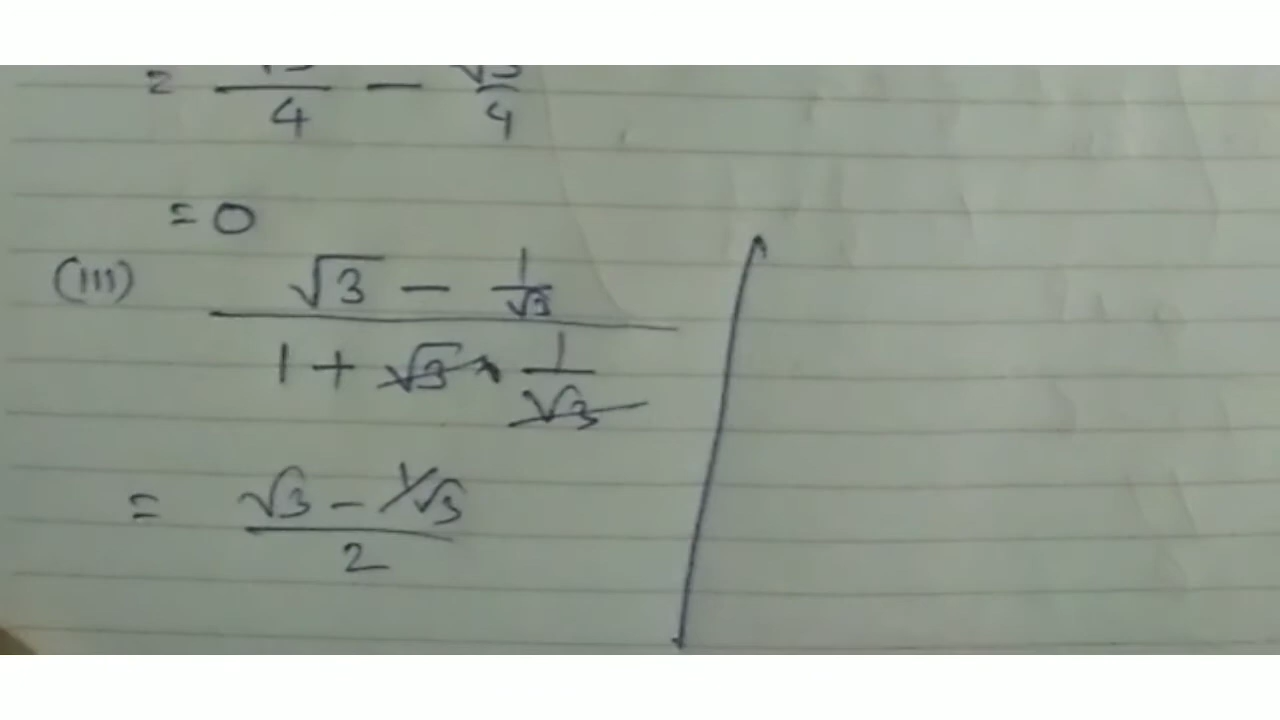 = √3/4 - √3/4
= 0
(III) (√3 - 1/√3) / (1 + √3 × 1/√3)
= (√3 - 1/√3) / 2